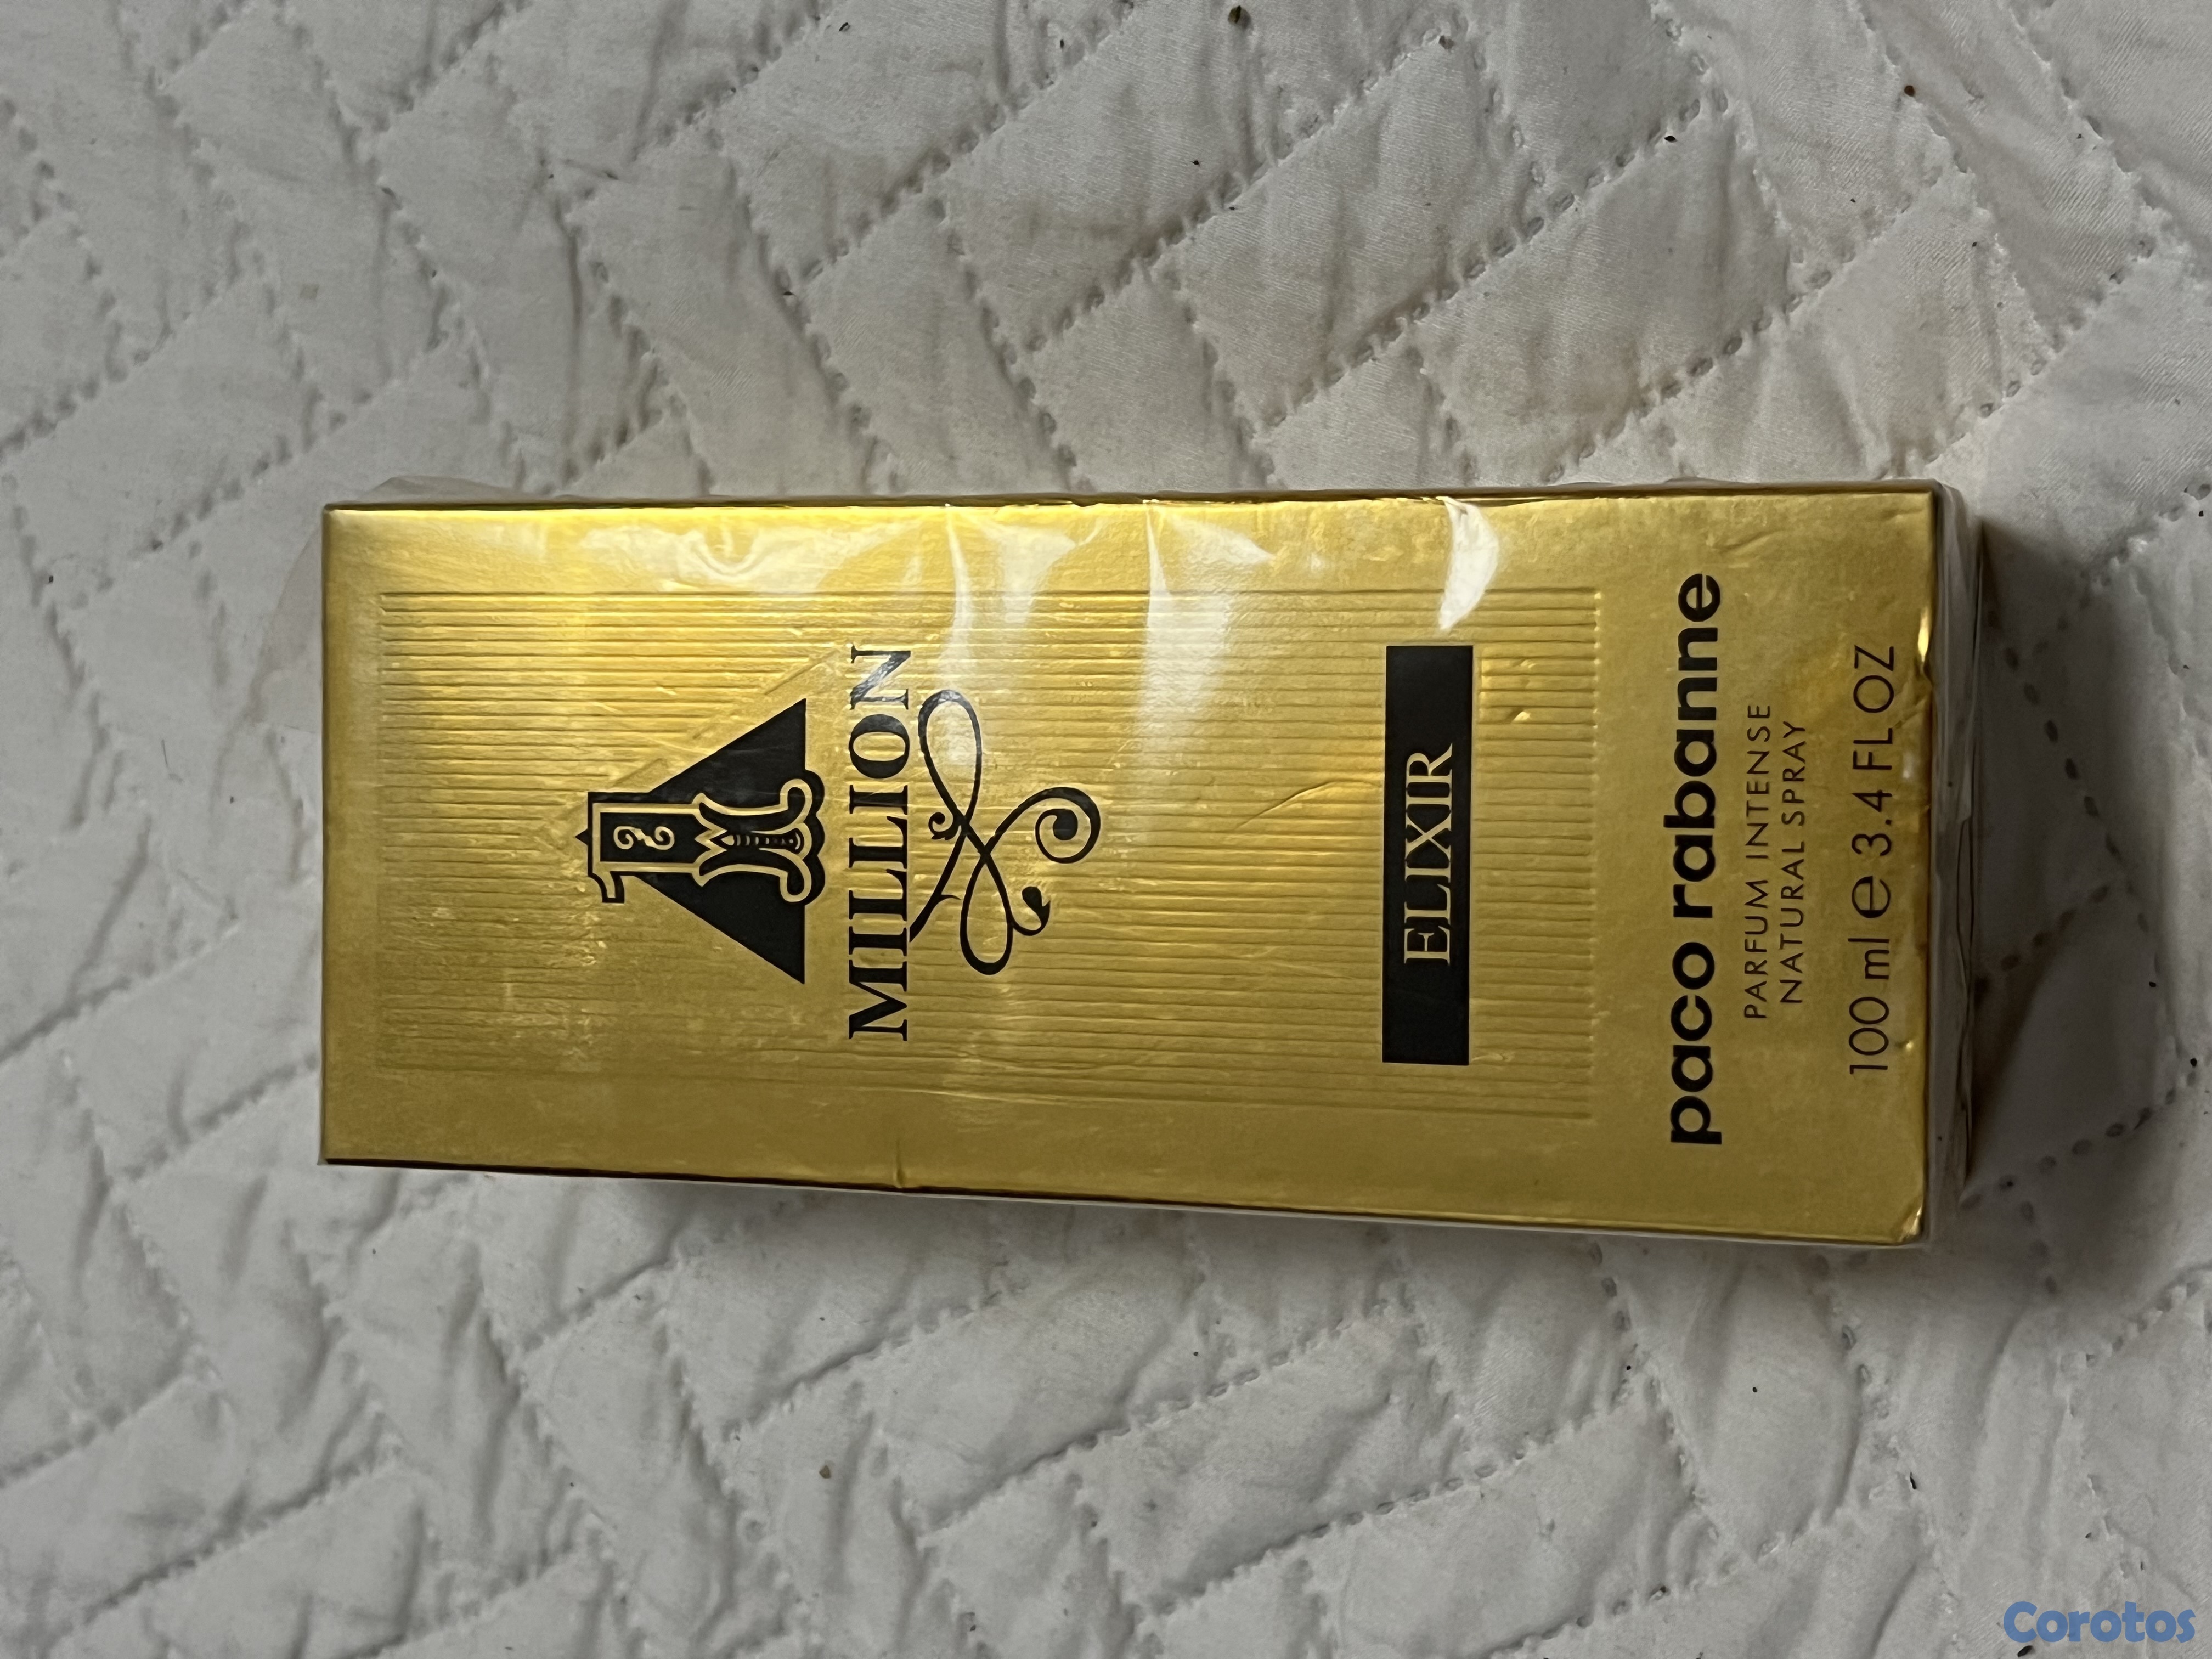 1
MILLION
ELIXIR
paco rabanne
PARFUM INTENSE
NATURAL SPRAY
100 ml ℮ 3.4 FL OZ
Corotos